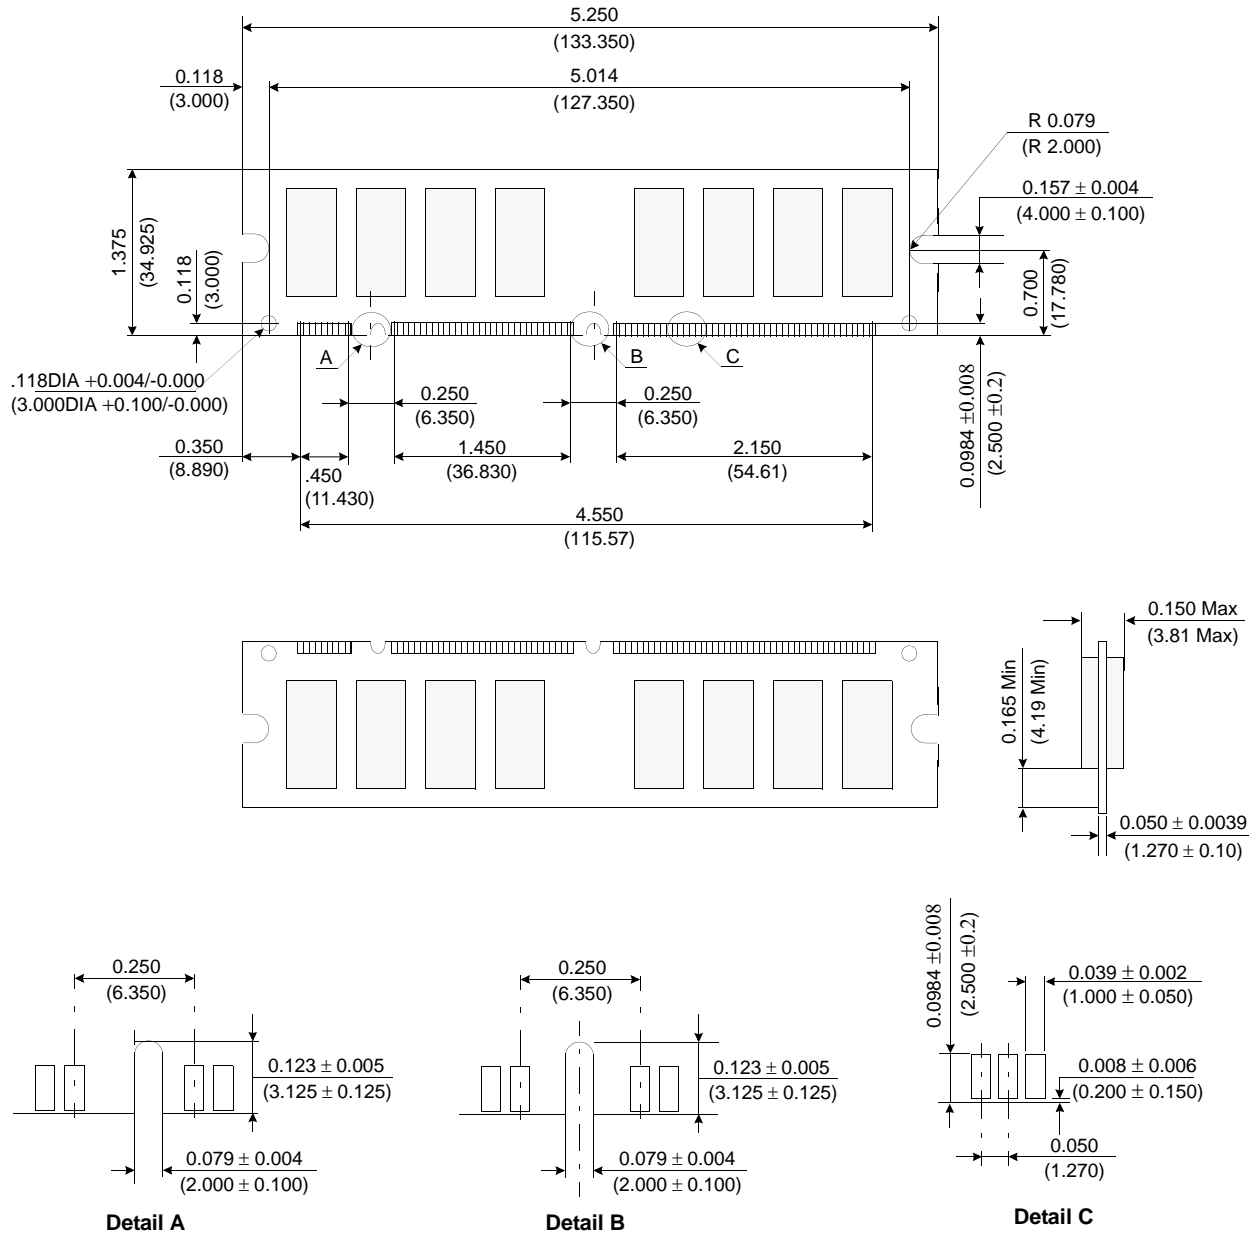 5.250
(133.350)
0.118
(3.000)
5.014
(127.350)
R 0.079
(R 2.000)
0.157 ± 0.004
(4.000 ± 0.100)
1.375
(34.925)
0.118
(3.000)
0.700
(17.780)
A
B
C
.118DIA +0.004/-0.000
(3.000DIA +0.100/-0.000)
0.250
(6.350)
0.250
(6.350)
0.0984 ±0.008
(2.500 ±0.2)
0.350
(8.890)
.450
(11.430)
1.450
(36.830)
2.150
(54.61)
4.550
(115.57)
0.150 Max
(3.81 Max)
0.165 Min
(4.19 Min)
0.050 ± 0.0039
(1.270 ± 0.10)
0.250
(6.350)
0.123 ± 0.005
(3.125 ± 0.125)
0.079 ± 0.004
(2.000 ± 0.100)
Detail A
0.250
(6.350)
0.123 ± 0.005
(3.125 ± 0.125)
0.079 ± 0.004
(2.000 ± 0.100)
Detail B
0.0984 ±0.008
(2.500 ±0.2)
0.039 ± 0.002
(1.000 ± 0.050)
0.008 ± 0.006
(0.200 ± 0.150)
0.050
(1.270)
Detail C